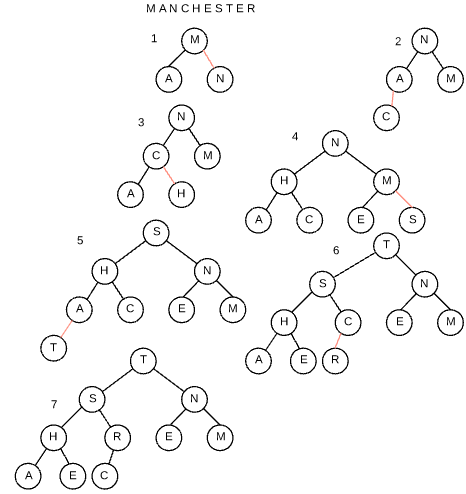 MANCHESTER
1
M
A N
2
N
A M
C
3
N
C M
A H
4
N
H M
A C E S
5
S
H N
A C E M
T
6
T
S N
H C E M
A E R
7
T
S N
H R E M
A E C